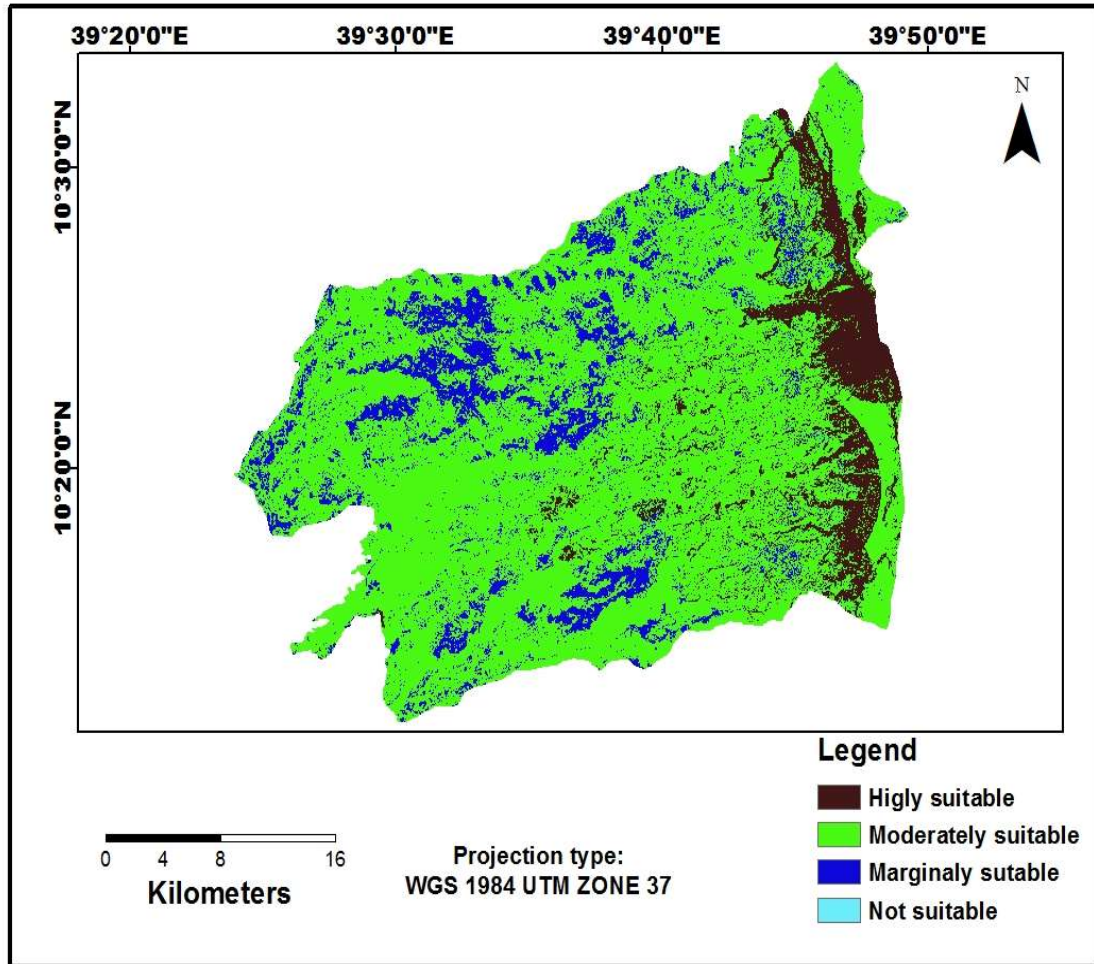 39°20'0"E 39°30'0"E 39°40'0"E 39°50'0"E
N
10°30'0"N
10°20'0"N
Legend
Higly suitable
Moderately suitable
Marginaly sutable
Not suitable
0 4 8 16
Kilometers
Projection type:
WGS 1984 UTM ZONE 37